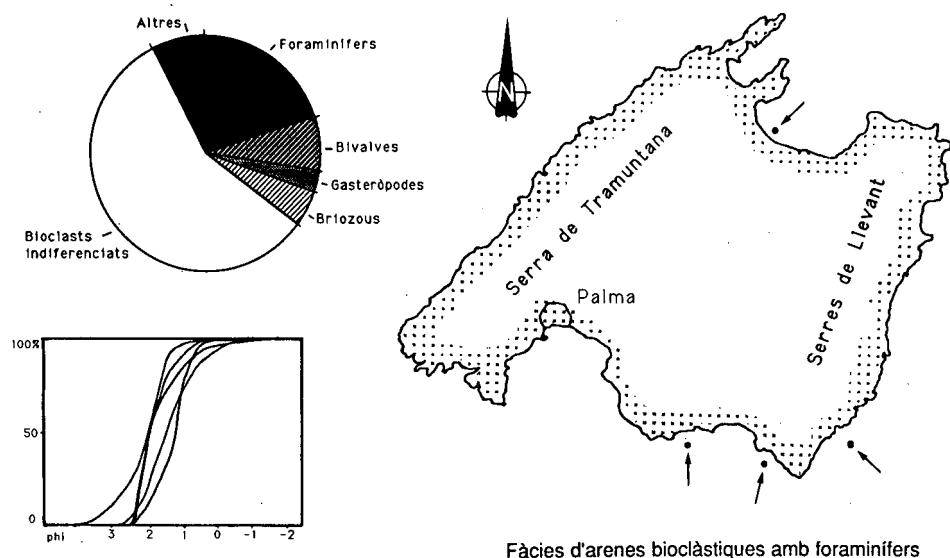 Altres
Foraminífers
Bivalves
Gasteròpodes
Briozous
Bioclasts
indiferenciats
N
Serra de Tramuntana
Palma
Serres de Llevant
100%
50
0
phi 3 2 1 0 -1 -2
Fàcies d'arenes bioclàstiques amb foraminífers